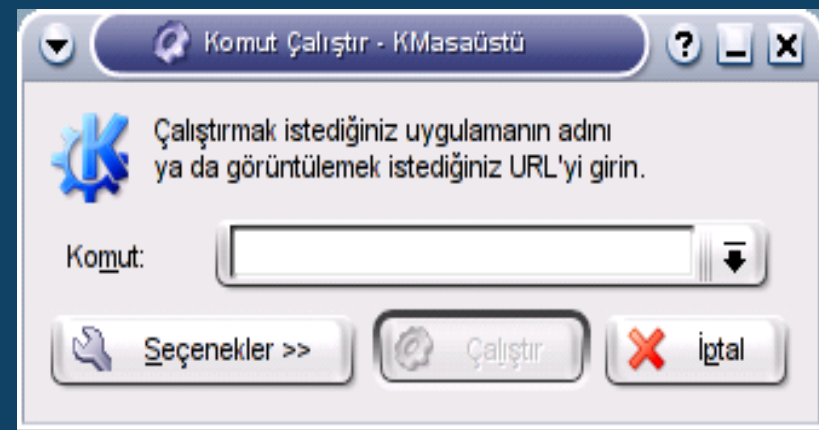 Komut Çalıştır - KMasaüstü
Çalıştırmak istediğiniz uygulamanın adını
ya da görüntülemek istediğiniz URL'yi girin.
Komut:
Seçenekler >> Çalıştır İptal